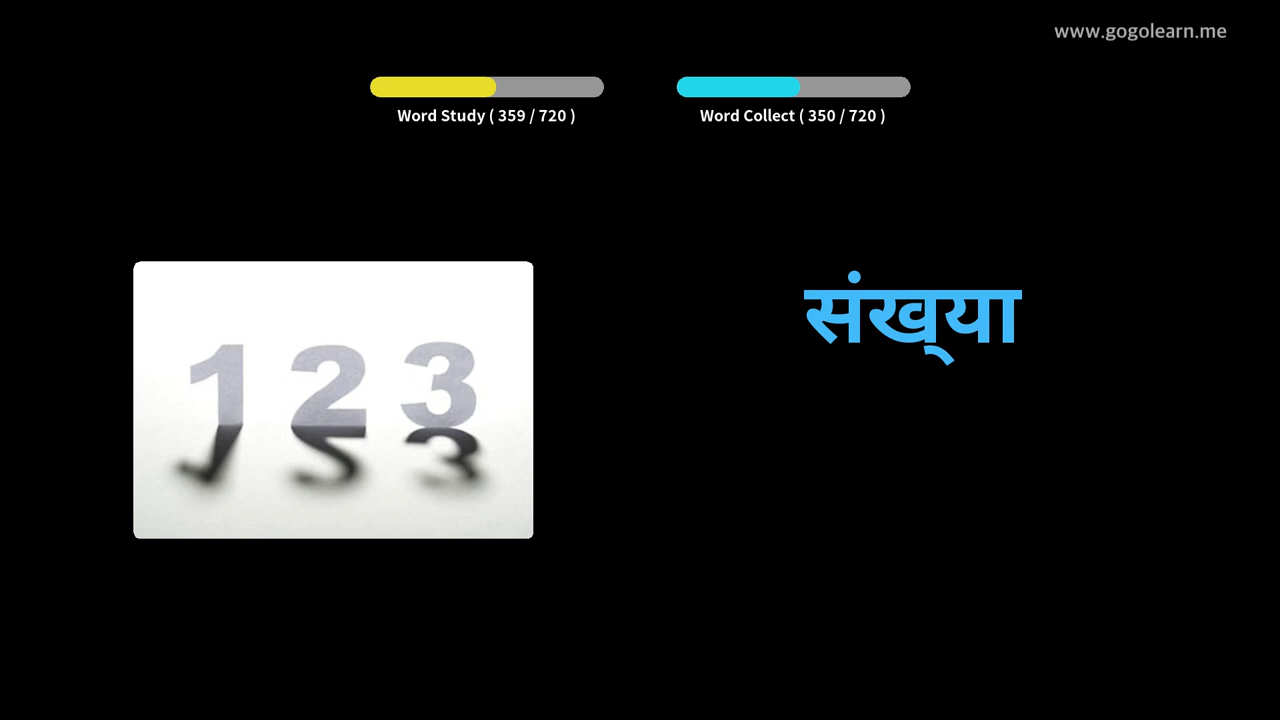 www.gogolearn.me
Word Study ( 359 / 720 )
Word Collect ( 350 / 720 )
1 2 3
संख्‍या